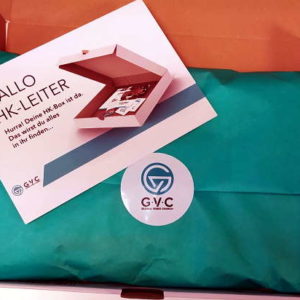 ALLO
HK-LEITER
Hurra! Deine HK-Box ist da.
Das wirst du alles
in ihr finden...
G·V·C
G·V·C